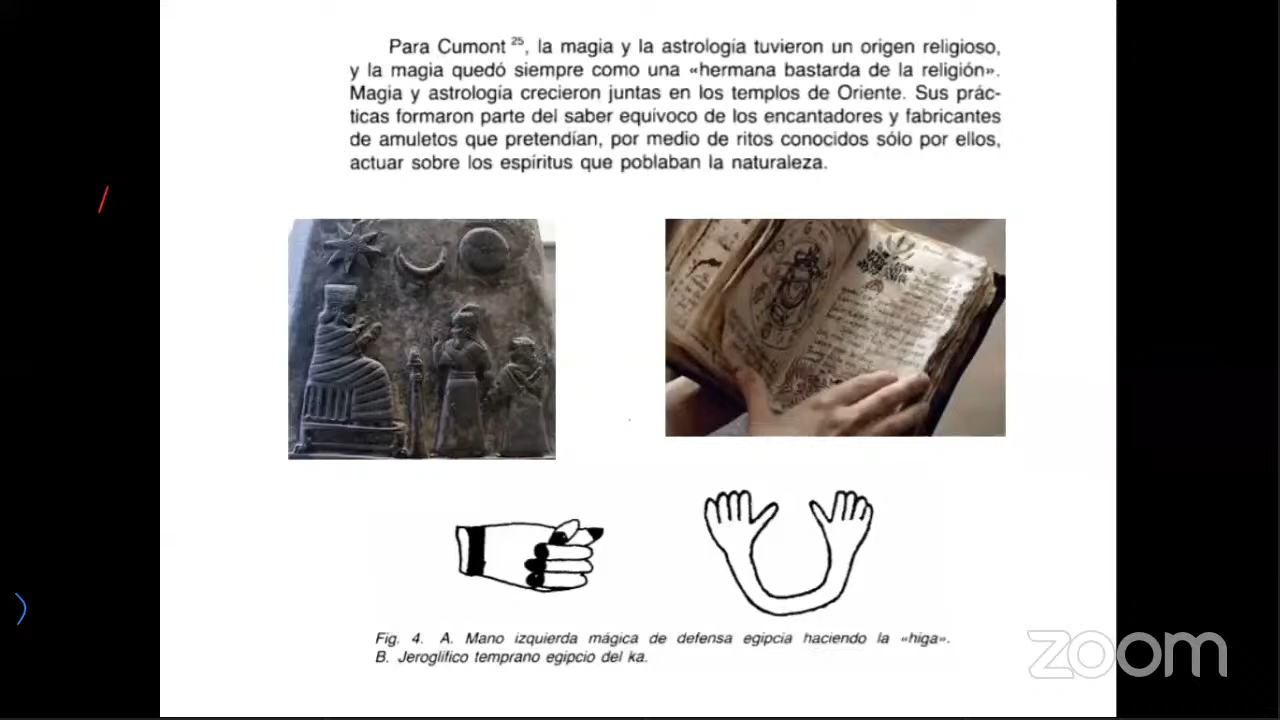 Para Cumont 25, la magia y la astrología tuvieron un origen religioso,
y la magia quedó siempre como una «hermana bastarda de la religión».
Magia y astrología crecieron juntas en los templos de Oriente. Sus prác-
ticas formaron parte del saber equívoco de los encantadores y fabricantes
de amuletos que pretendían, por medio de ritos conocidos sólo por ellos,
actuar sobre los espíritus que poblaban la naturaleza.
Fig. 4. A. Mano izquierda mágica de defensa egipcia haciendo la «higa».
B. Jeroglífico temprano egipcio del ka.
zoom